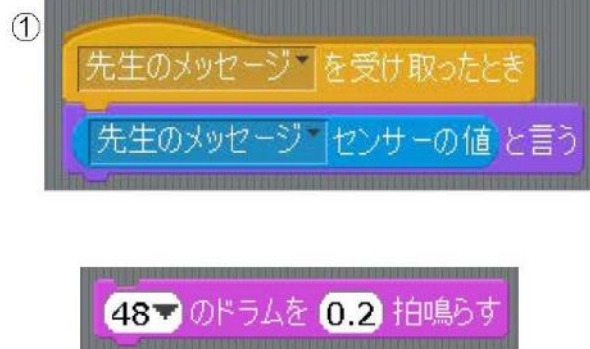 ①
先生のメッセージ を受け取ったとき
先生のメッセージ センサーの値 と言う
48 のドラムを 0.2 拍鳴らす